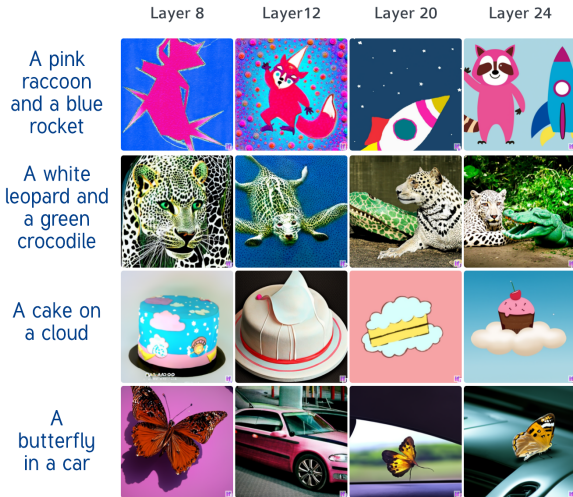 Layer 8 Layer12 Layer 20 Layer 24
A pink
raccoon
and a blue
rocket
A white
leopard and
a green
crocodile
A cake on
a cloud
A
butterfly
in a car